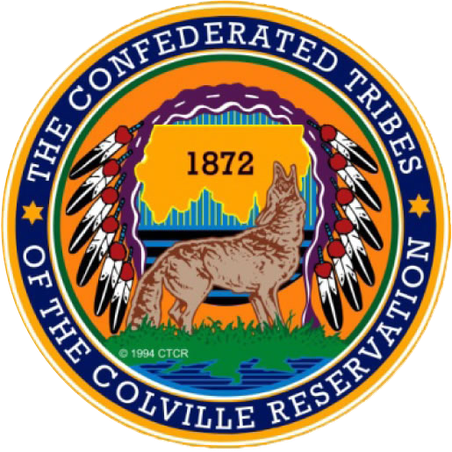 THE CONFEDERATED TRIBES
OF THE COLVILLE RESERVATION
1872
© 1994 CTCR